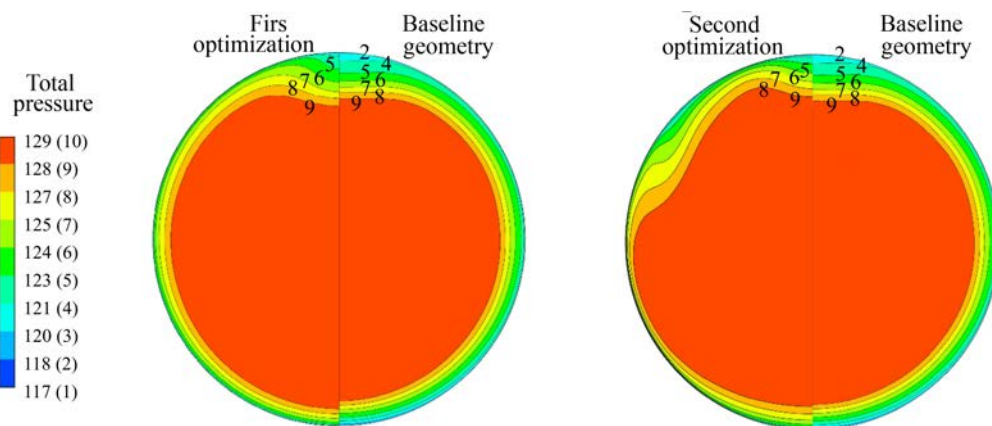 Firs
optimization
Baseline
geometry
Second
optimization
Baseline
geometry
Total
pressure
129 (10)
128 (9)
127 (8)
125 (7)
124 (6)
123 (5)
121 (4)
120 (3)
118 (2)
117 (1)
2
5 4
7 6 5 6
8 7 8
9 9
2
6 5 4
7 5 6
8 7 8
9 9